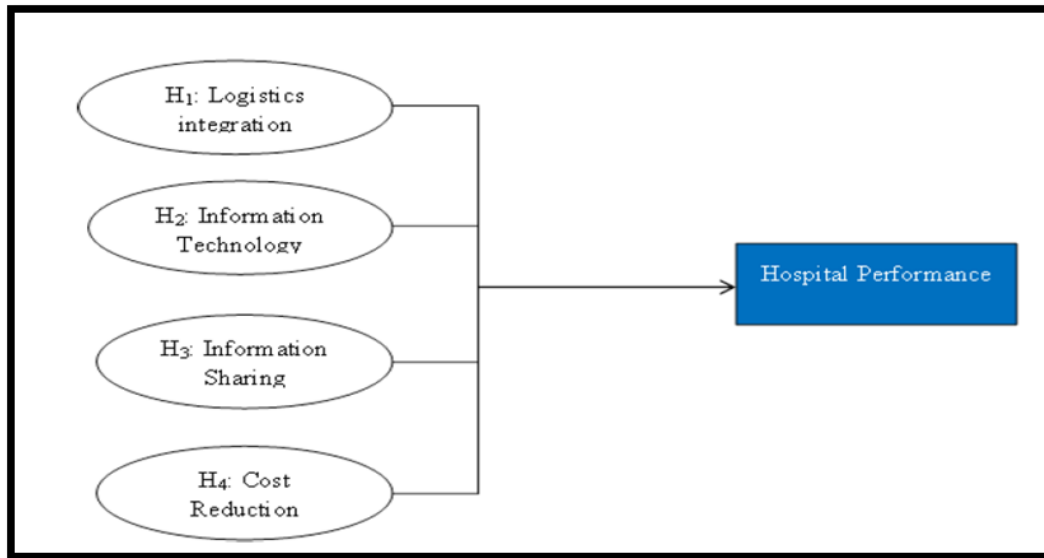 H₁: Logistics
integration
H₂: Information
Technology
H₃: Information
Sharing
H₄: Cost
Reduction
Hospital Performance